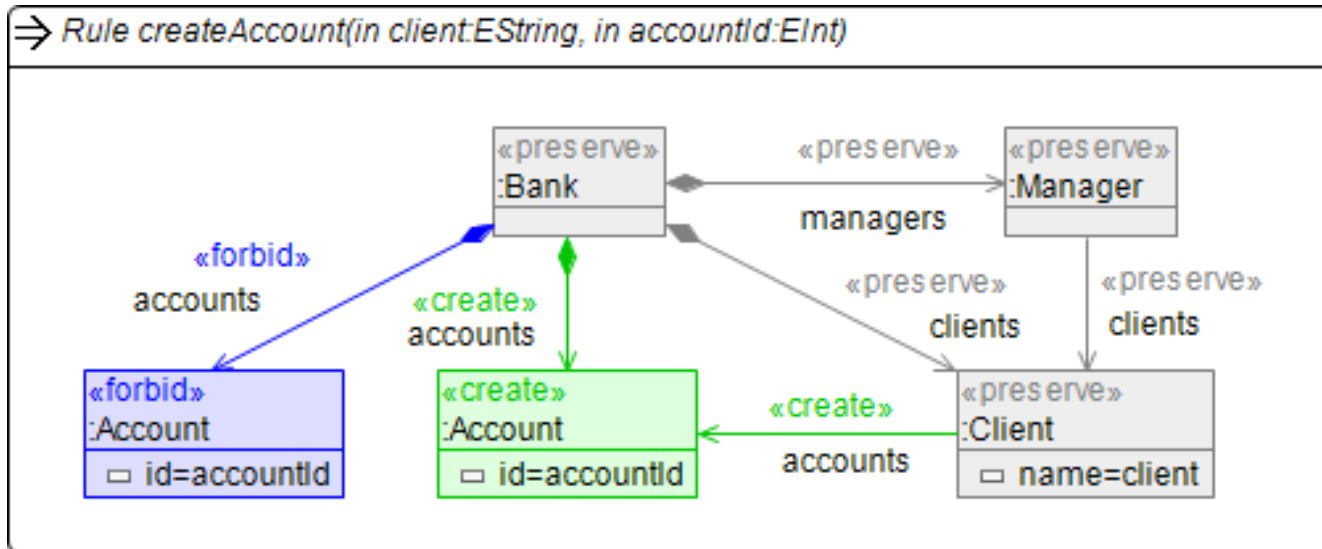 Rule createAccount(in client:EString, in accountId:EInt)
«preserve»
:Bank
«preserve»
managers
«preserve»
:Manager
«forbid»
accounts
«create»
accounts
«preserve»
clients
«preserve»
clients
«forbid»
:Account
id=accountId
«create»
:Account
id=accountId
«create»
accounts
«preserve»
:Client
name=client